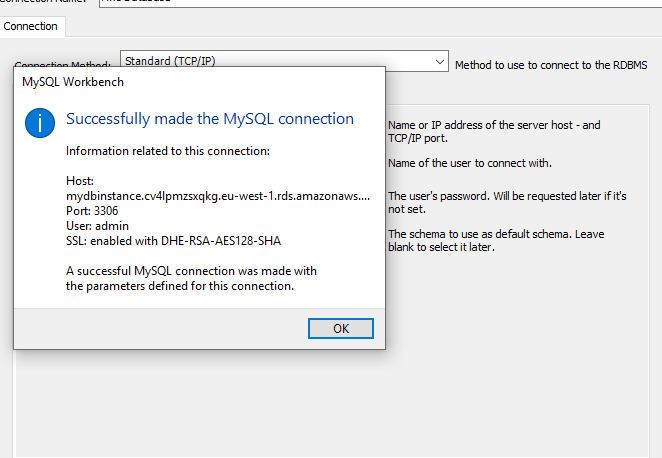 Connection Name:
Connection
Connection Method:
Standard (TCP/IP)
Method to use to connect to the RDBMS
MySQL Workbench
Successfully made the MySQL connection
Information related to this connection:
Host:
mydbinstance.cv4lpmzsxqkg.eu-west-1.rds.amazonaws....
Port: 3306
User: admin
SSL: enabled with DHE-RSA-AES128-SHA
A successful MySQL connection was made with
the parameters defined for this connection.
OK
Name or IP address of the server host - and
TCP/IP port.
Name of the user to connect with.
The user's password. Will be requested later if it's
not set.
The schema to use as default schema. Leave
blank to select it later.